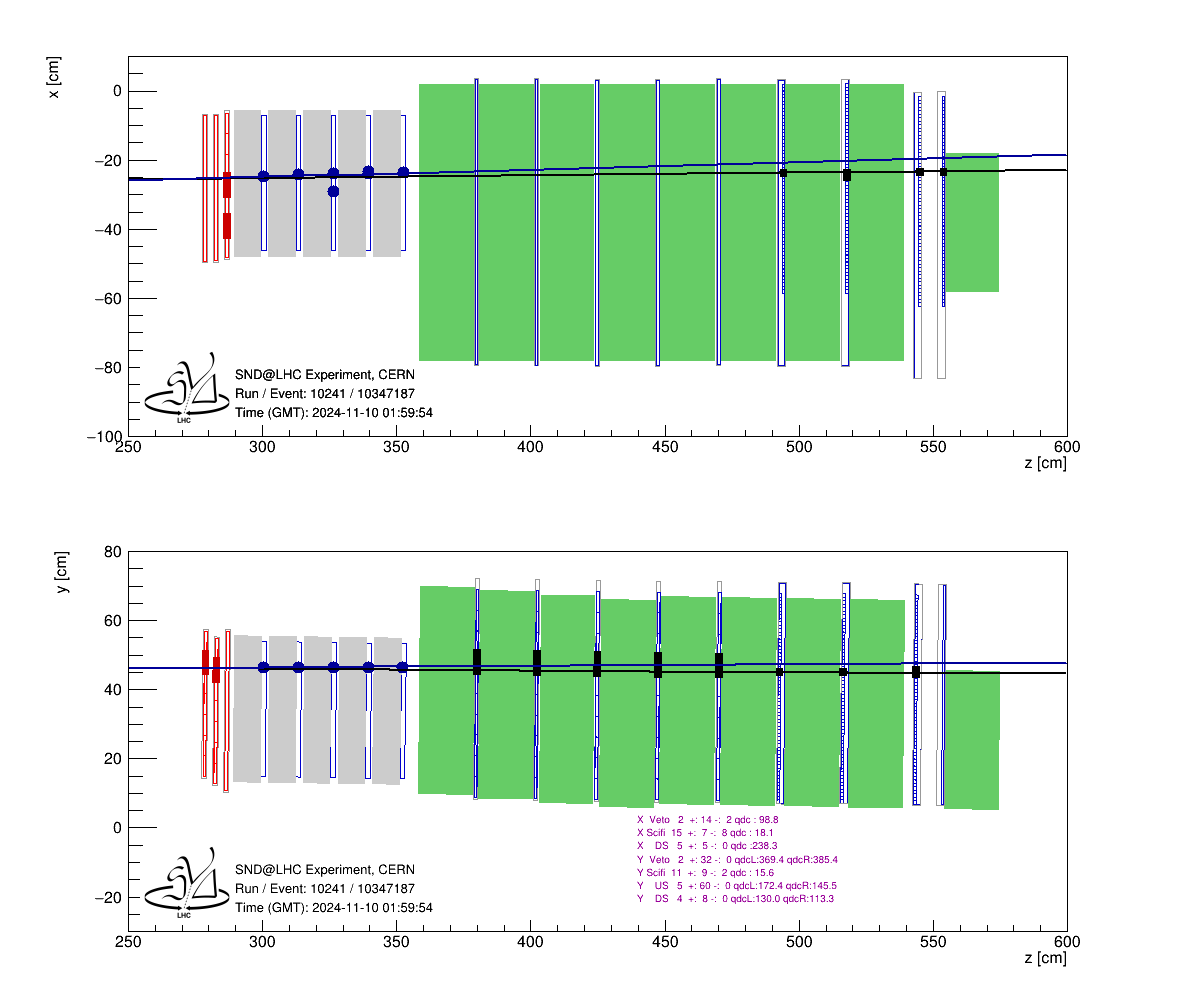 x [cm]
0
−20
−40
−60
−80
−100
SND@LHC Experiment, CERN
Run / Event: 10241 / 10347187
Time (GMT): 2024-11-10 01:59:54
LHC
250 300 350 400 450 500 550 600
z [cm]
y [cm]
80
60
40
20
0
−20
X Veto 2 +: 14 -: 2 qdc : 98.8
X Scifi 15 +: 7 -: 8 qdc : 18.1
X DS 5 +: 5 -: 0 qdc :238.3
Y Veto 2 +: 32 -: 0 qdcL:369.4 qdcR:385.4
Y Scifi 11 +: 9 -: 2 qdc : 15.6
Y US 5 +: 60 -: 0 qdcL:172.4 qdcR:145.5
Y DS 4 +: 8 -: 0 qdcL:130.0 qdcR:113.3
SND@LHC Experiment, CERN
Run / Event: 10241 / 10347187
Time (GMT): 2024-11-10 01:59:54
LHC
250 300 350 400 450 500 550 600
z [cm]